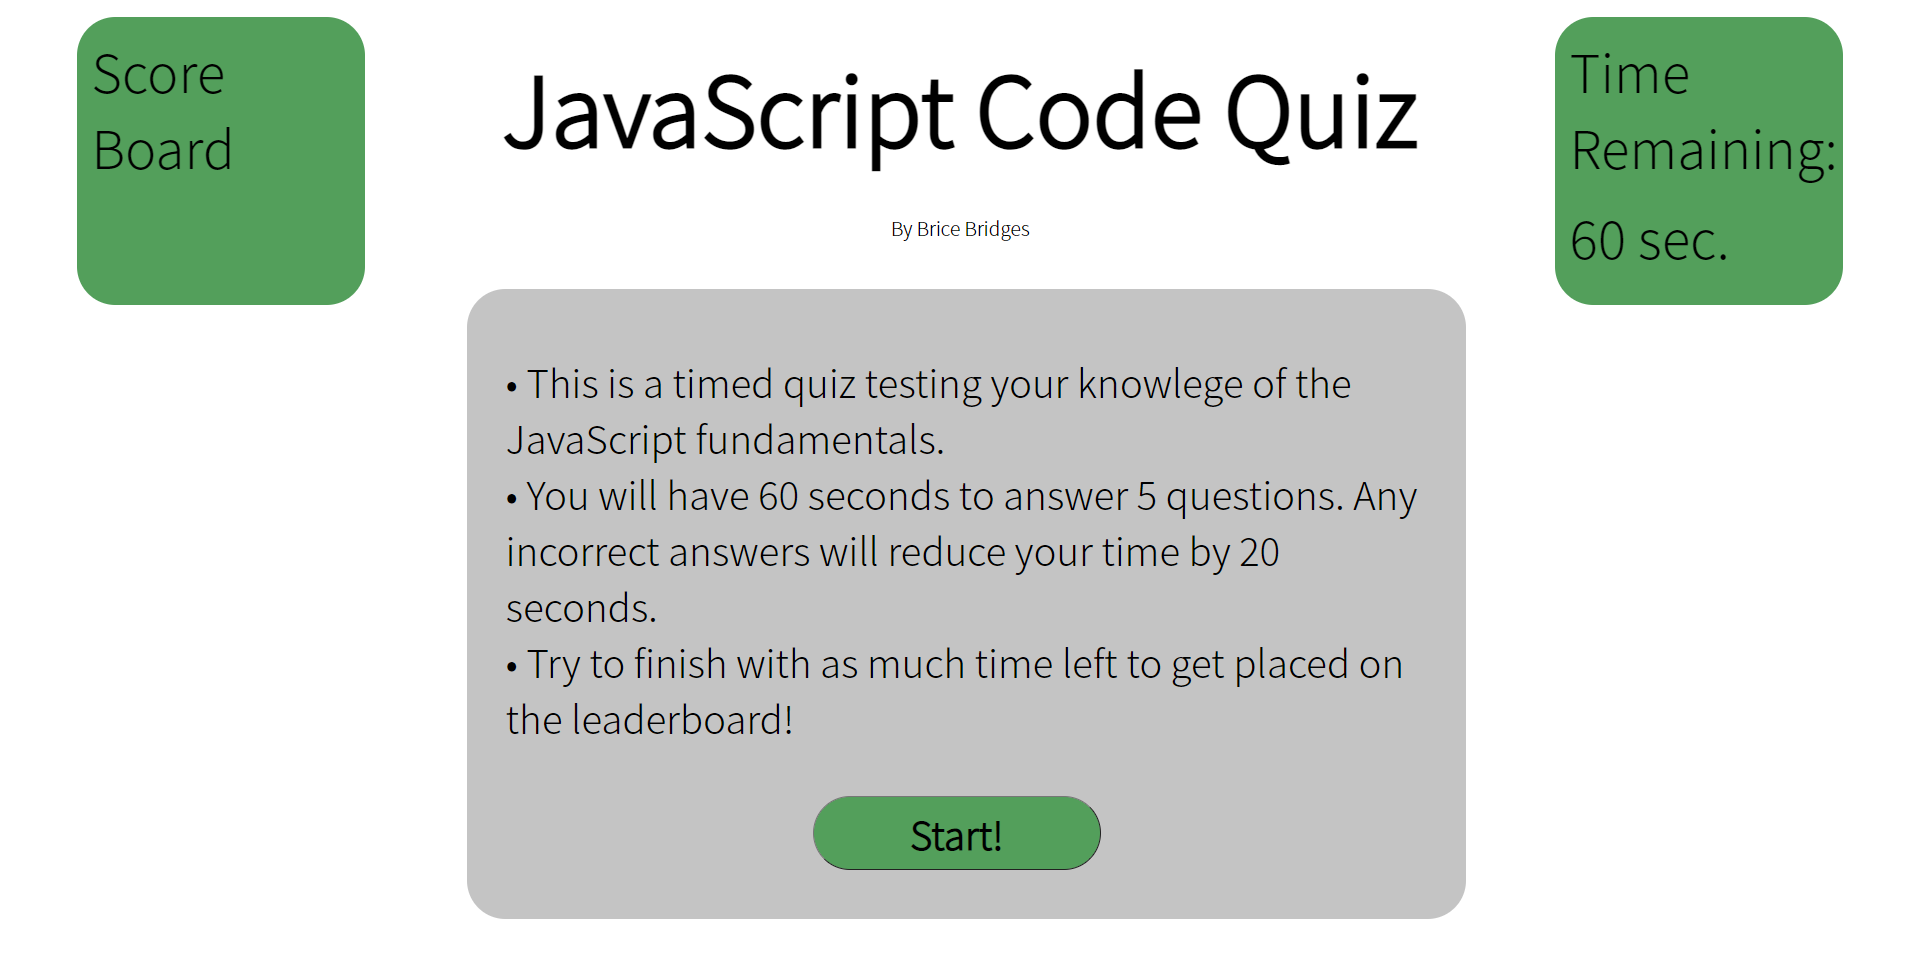 Score
Board
JavaScript Code Quiz
By Brice Bridges
Time
Remaining:
60 sec.
• This is a timed quiz testing your knowlege of the
JavaScript fundamentals.
• You will have 60 seconds to answer 5 questions. Any
incorrect answers will reduce your time by 20
seconds.
• Try to finish with as much time left to get placed on
the leaderboard!
Start!